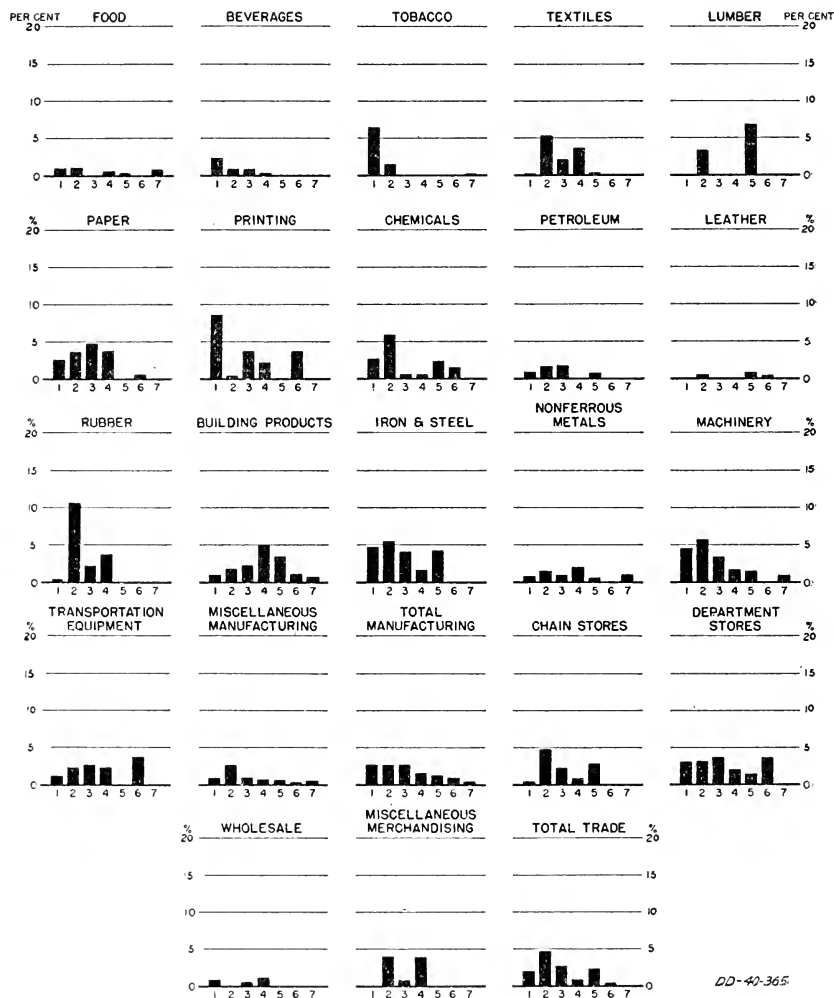 PER CENT FOOD BEVERAGES TOBACCO TEXTILES LUMBER PER CENT
20 20
15 15
10 10
5 5
0 0
1 2 3 4 5 6 7 1 2 3 4 5 6 7 1 2 3 4 5 6 7 1 2 3 4 5 6 7 1 2 3 4 5 6 7
% PAPER PRINTING CHEMICALS PETROLEUM LEATHER %
20 20
15 15
10 10
5 5
0 0
1 2 3 4 5 6 7 1 2 3 4 5 6 7 1 2 3 4 5 6 7 1 2 3 4 5 6 7 1 2 3 4 5 6 7
% RUBBER BUILDING PRODUCTS IRON & STEEL NONFERROUS METALS MACHINERY %
20 20
15 15
10 10
5 5
0 0
1 2 3 4 5 6 7 1 2 3 4 5 6 7 1 2 3 4 5 6 7 1 2 3 4 5 6 7 1 2 3 4 5 6 7
% TRANSPORTATION EQUIPMENT MISCELLANEOUS MANUFACTURING TOTAL MANUFACTURING CHAIN STORES DEPARTMENT STORES %
20 20
15 15
10 10
5 5
0 0
1 2 3 4 5 6 7 1 2 3 4 5 6 7 1 2 3 4 5 6 7 1 2 3 4 5 6 7 1 2 3 4 5 6 7
% WHOLESALE MISCELLANEOUS MERCHANDISING TOTAL TRADE %
20 20
15 15
10 10
5 5
0 0
1 2 3 4 5 6 7 1 2 3 4 5 6 7 1 2 3 4 5 6 7
DD-40-365